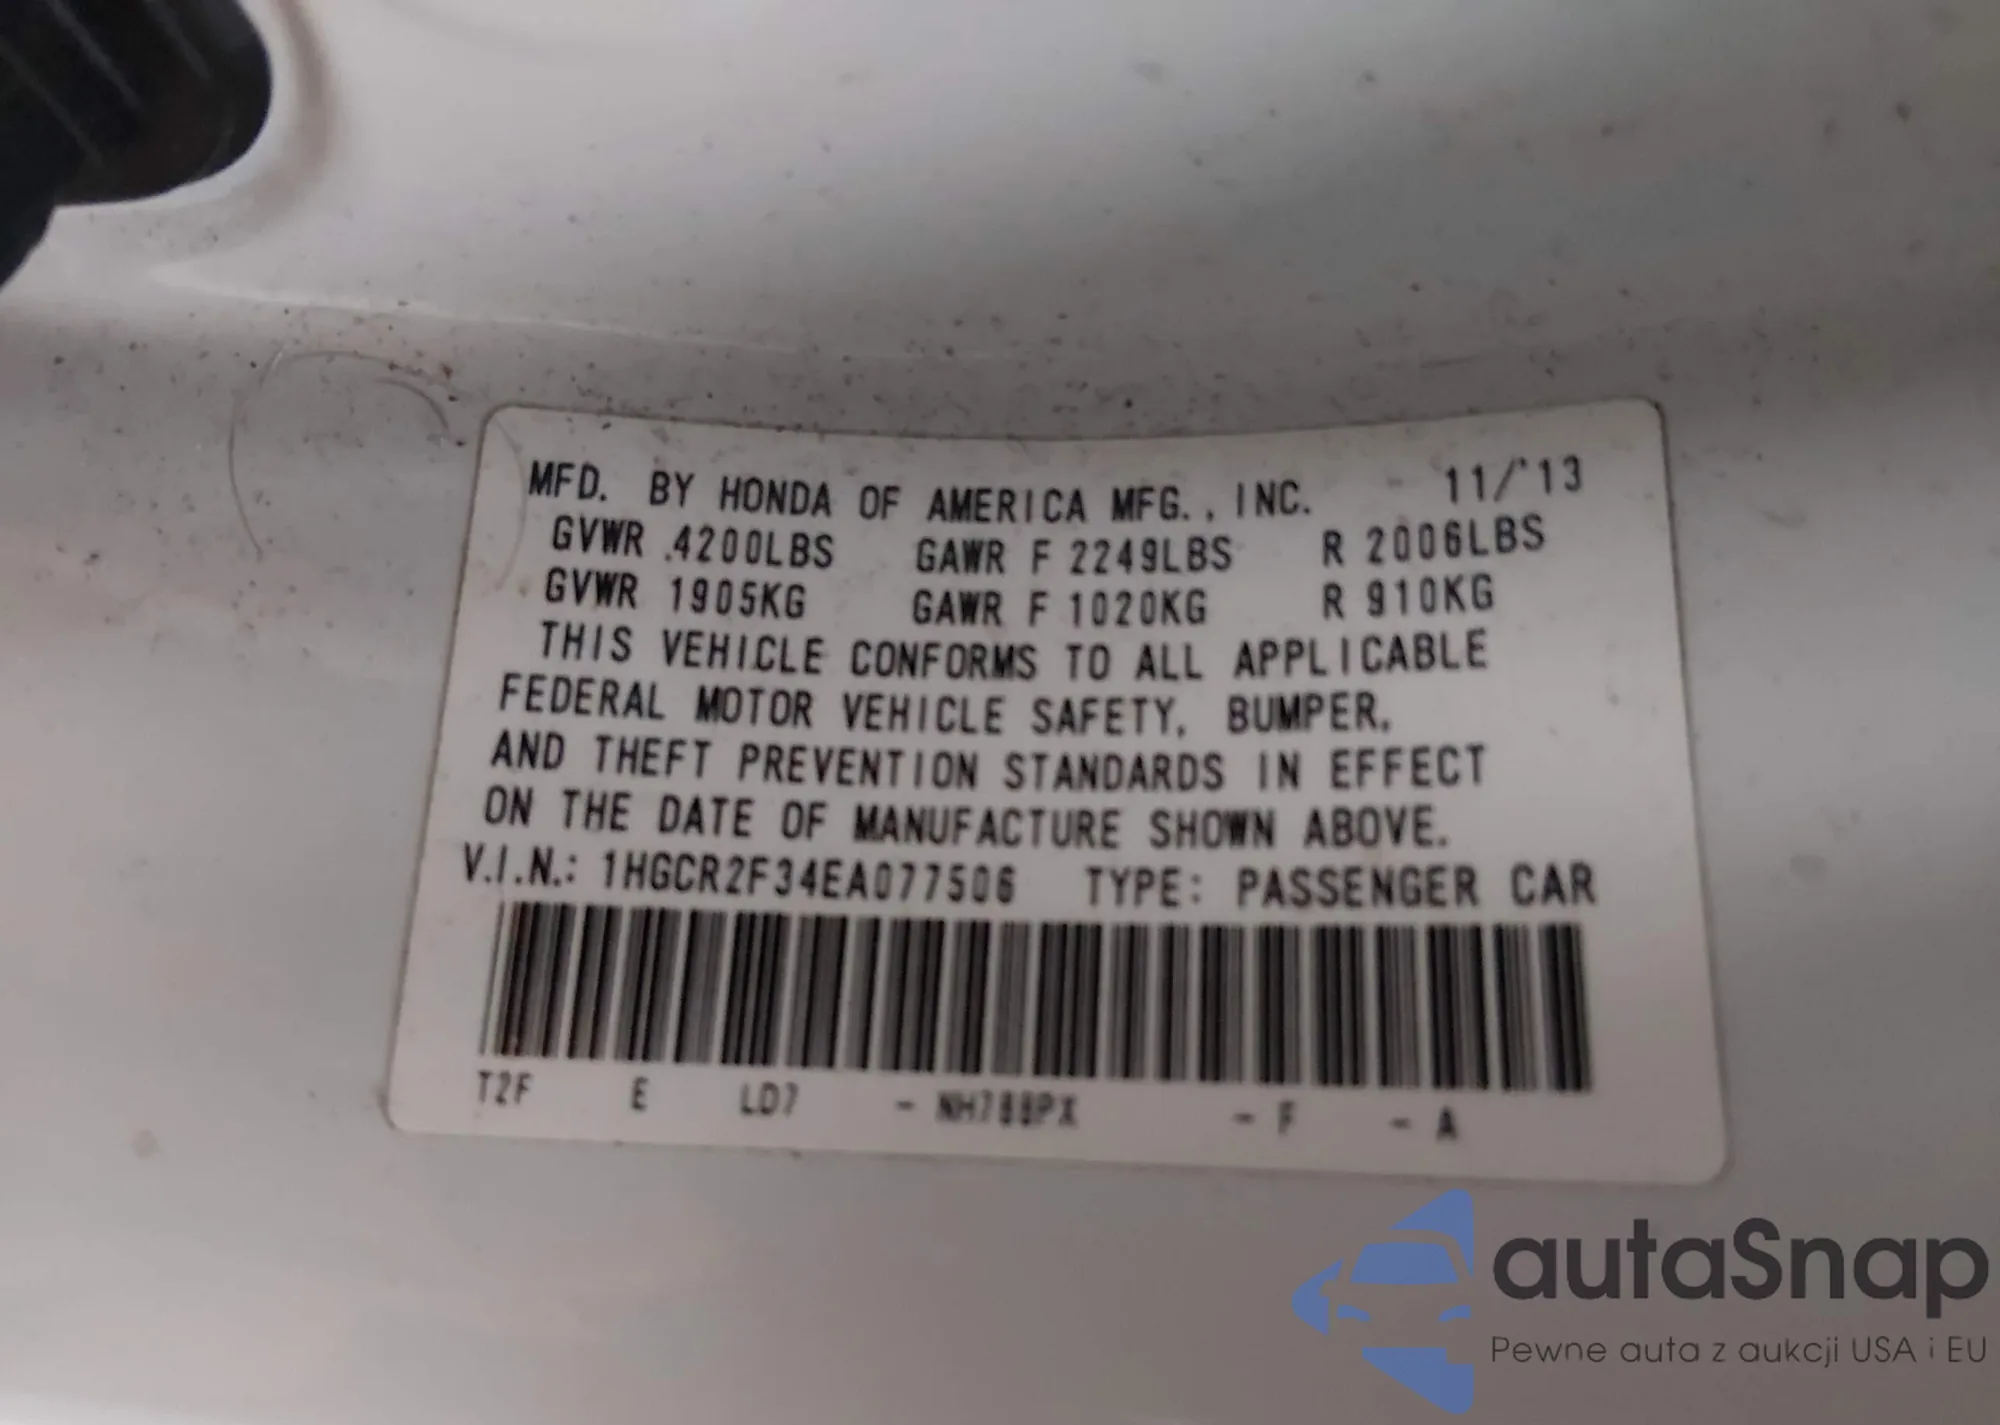 MFD. BY HONDA OF AMERICA MFG., INC. 11/'13
GVWR 4200LBS GAWR F 2249LBS R 2006LBS
GVWR 1905KG GAWR F 1020KG R 910KG
THIS VEHICLE CONFORMS TO ALL APPLICABLE
FEDERAL MOTOR VEHICLE SAFETY, BUMPER,
AND THEFT PREVENTION STANDARDS IN EFFECT
ON THE DATE OF MANUFACTURE SHOWN ABOVE.
V.I.N.: 1HGCR2F34EA077506 TYPE: PASSENGER CAR
T2F E LD7 - NH788PX - F - A
autaSnap
Pewne auta z aukcji USA i EU